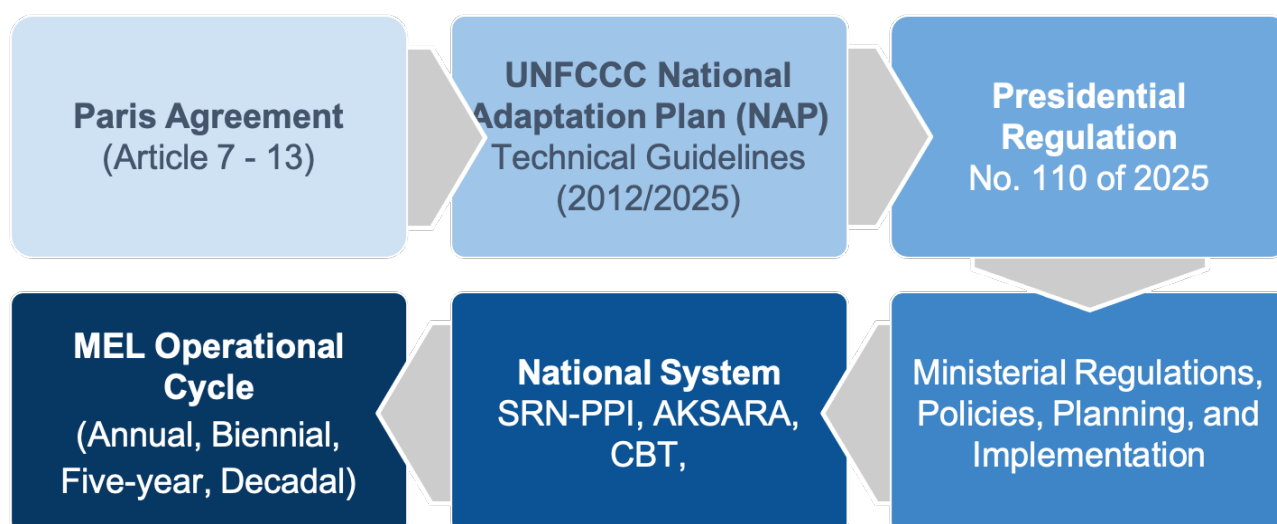 Paris Agreement
(Article 7 - 13)
UNFCCC National
Adaptation Plan (NAP)
Technical Guidelines
(2012/2025)
Presidential
Regulation
No. 110 of 2025
Ministerial Regulations,
Policies, Planning, and
Implementation
National System
SRN-PPI, AKSARA,
CBT,
MEL Operational
Cycle
(Annual, Biennial,
Five-year, Decadal)